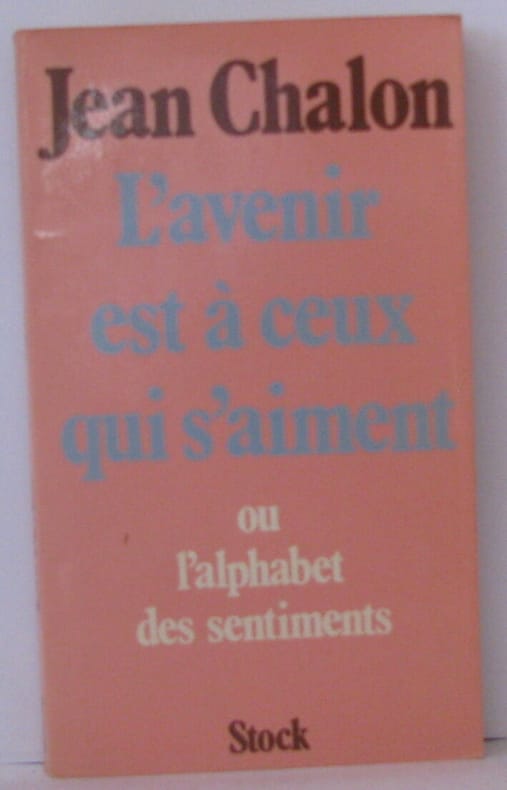 Jean Chalon
L'avenir
est à ceux
qui s'aiment
ou
l'alphabet
des sentiments
Stock